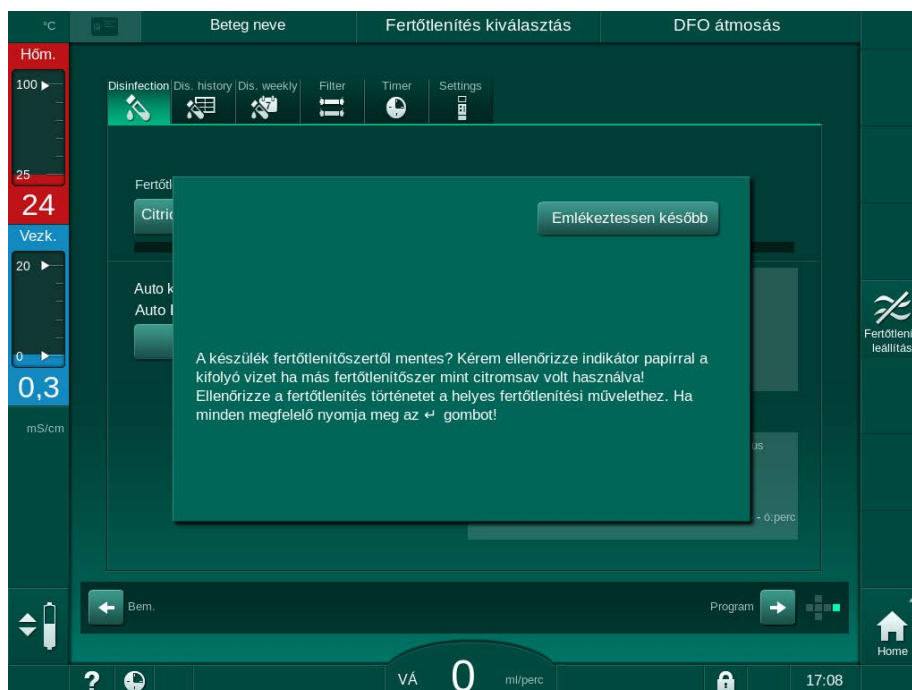 °C
Beteg neve
Fertőtlenítés kiválasztás
DFO átmosás
Hőm.
100
25
24
Vezk.
20
0
0,3
mS/cm
Disinfection
Dis. history
Dis. weekly
Filter
Timer
Settings
7
Citric
Auto
Auto
Emlékeztessen később
A készülék fertőtlenítőszertől mentes? Kérem ellenőrizze indikátor papírral a
kifolyó vizet ha más fertőtlenítőszer mint citromsav volt használva!
Ellenőrizze a fertőtlenítés történetet a helyes fertőtlenítési művelethez. Ha
minden megfelelő nyomja meg az ↵ gombot!
- ó:perc
leállítás
Bem.
Program
Home
?
VÁ
0
ml/perc
17:08